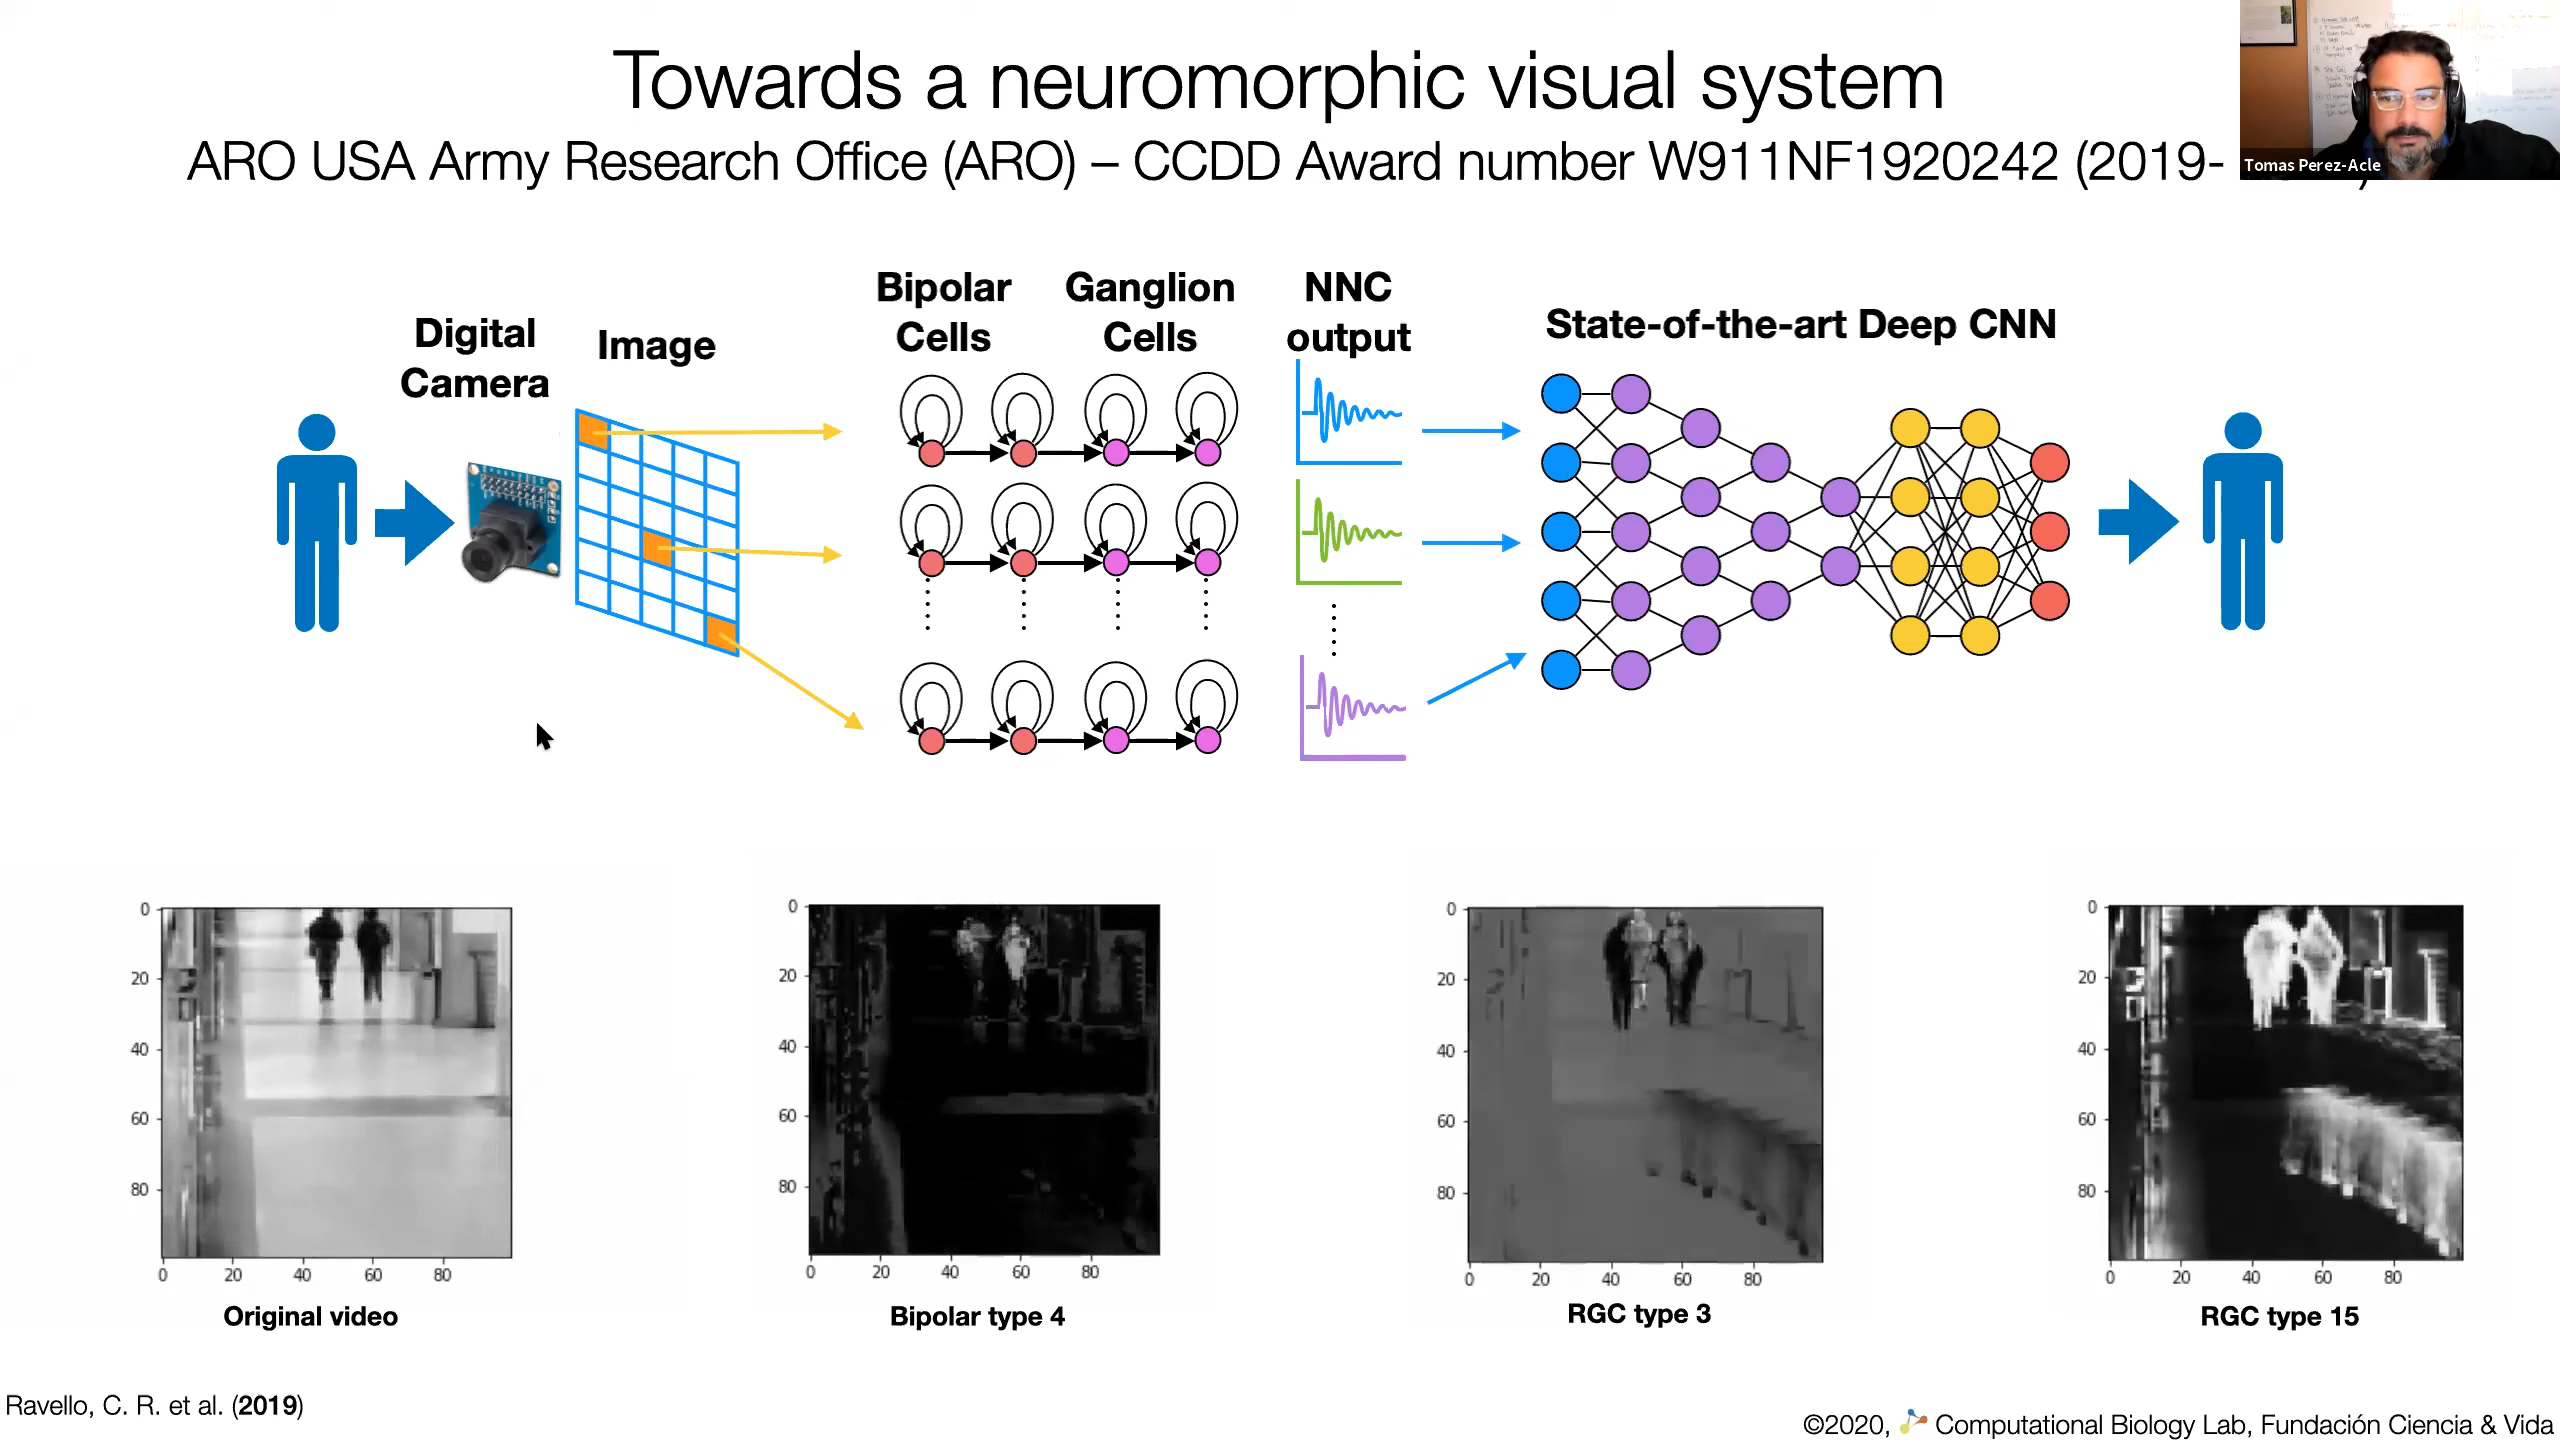 Towards a neuromorphic visual system
ARO USA Army Research Office (ARO) – CCDD Award number W911NF1920242 (2019-
Tomas Perez-Acle
Digital
Camera
Image
Bipolar
Cells
Ganglion
Cells
NNC
output
State-of-the-art Deep CNN
0
20
40
60
80
0 20 40 60 80
Original video
0
20
40
60
80
0 20 40 60 80
Bipolar type 4
0
20
40
60
80
0 20 40 60 80
RGC type 3
0
20
40
60
80
0 20 40 60 80
RGC type 15
Ravello, C. R. et al. (2019)
©2020, Computational Biology Lab, Fundación Ciencia & Vida